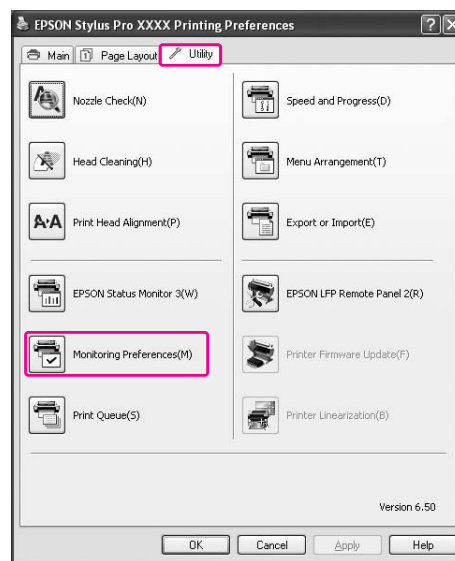 EPSON Stylus Pro XXXX Printing Preferences
Main
Page Layout
Utility
Nozzle Check(N)
Speed and Progress(D)
Head Cleaning(H)
Menu Arrangement(T)
A·A
Print Head Alignment(P)
Export or Import(E)
EPSON Status Monitor 3(W)
EPSON LFP Remote Panel 2(R)
Monitoring Preferences(M)
Printer Firmware Update(F)
Print Queue(S)
Printer Linearization(B)
Version 6.50
OK
Cancel
Apply
Help